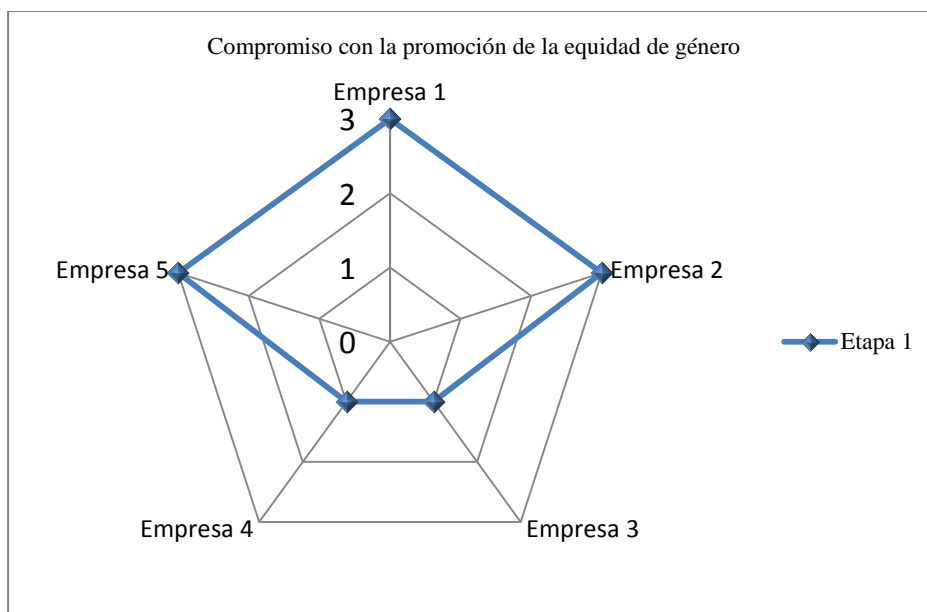 Compromiso con la promoción de la equidad de género
Empresa 1
3
2
Empresa 5
1
Empresa 2
0
Etapa 1
Empresa 4
Empresa 3